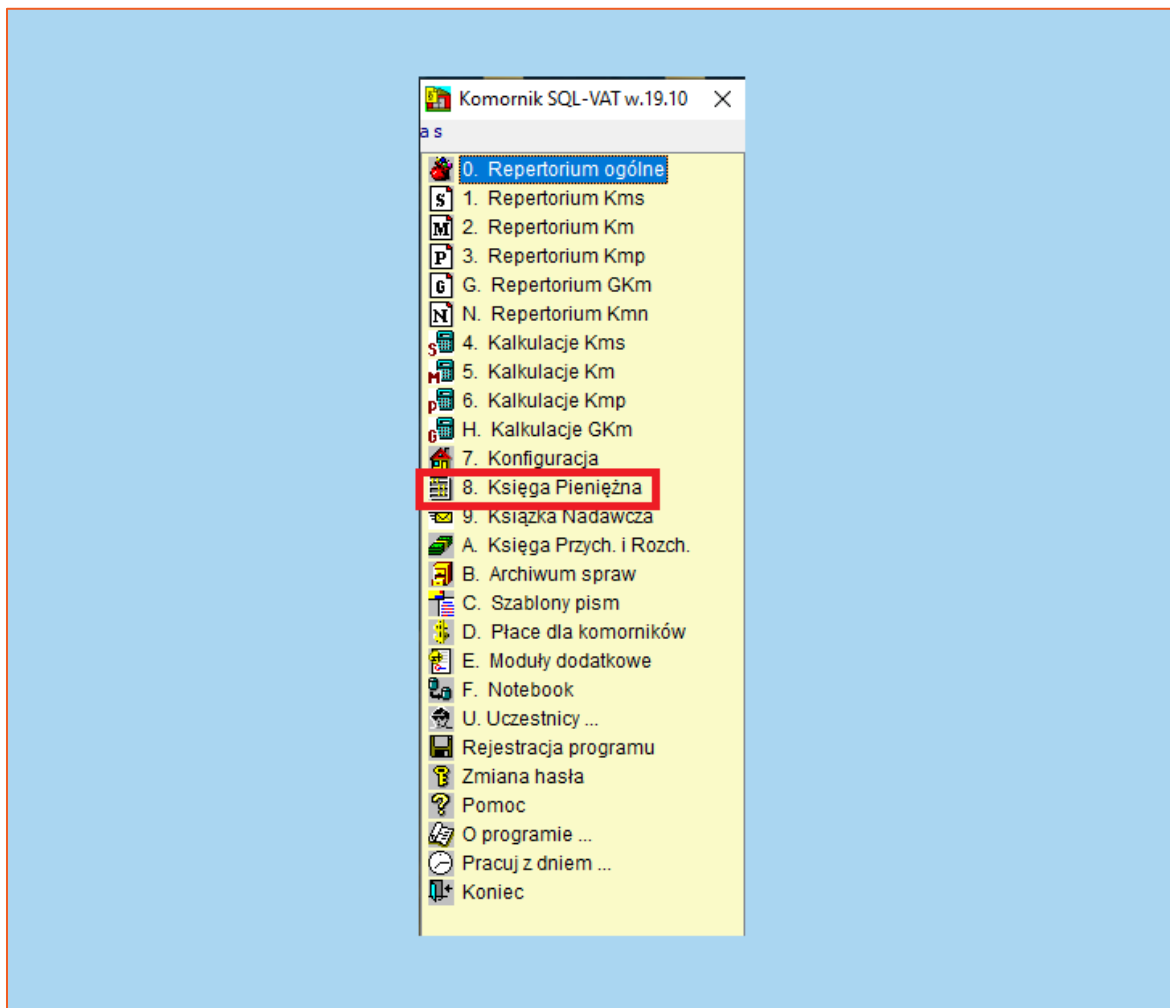 Komornik SQL-VAT w.19.10
a s
0. Repertorium ogólne
1. Repertorium Kms
2. Repertorium Km
3. Repertorium Kmp
G. Repertorium GKm
N. Repertorium Kmn
4. Kalkulacje Kms
5. Kalkulacje Km
6. Kalkulacje Kmp
H. Kalkulacje GKm
7. Konfiguracja
8. Księga Pieniężna
9. Książka Nadawcza
A. Księga Przych. i Rozch.
B. Archiwum spraw
C. Szablony pism
D. Płace dla komorników
E. Moduły dodatkowe
F. Notebook
U. Uczestnicy ...
Rejestracja programu
Zmiana hasła
Pomoc
O programie ...
Pracuj z dniem ...
Koniec